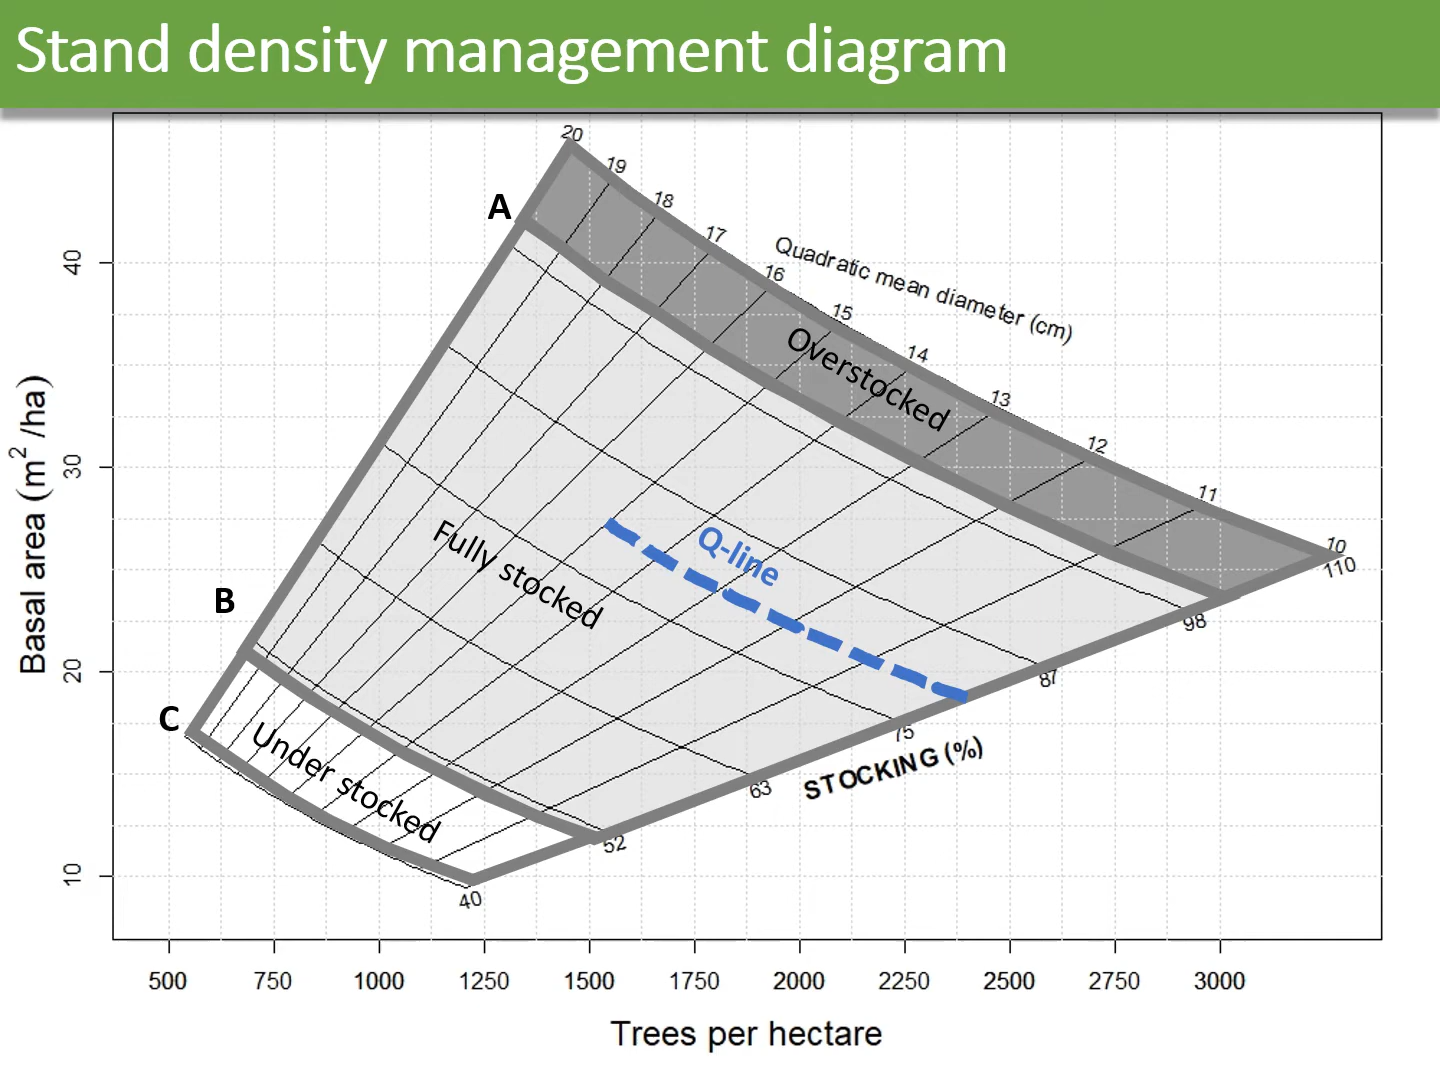 Stand density management diagram
20
19
18
17
16
15
14
13
12
11
10
Quadratic mean diameter (cm)
A
B
C
Overstocked
Fully stocked
Under stocked
Q-line
110
98
87
75
63
52
40
STOCKING (%)
Basal area (m² /ha)
40
30
20
10
500 750 1000 1250 1500 1750 2000 2250 2500 2750 3000
Trees per hectare